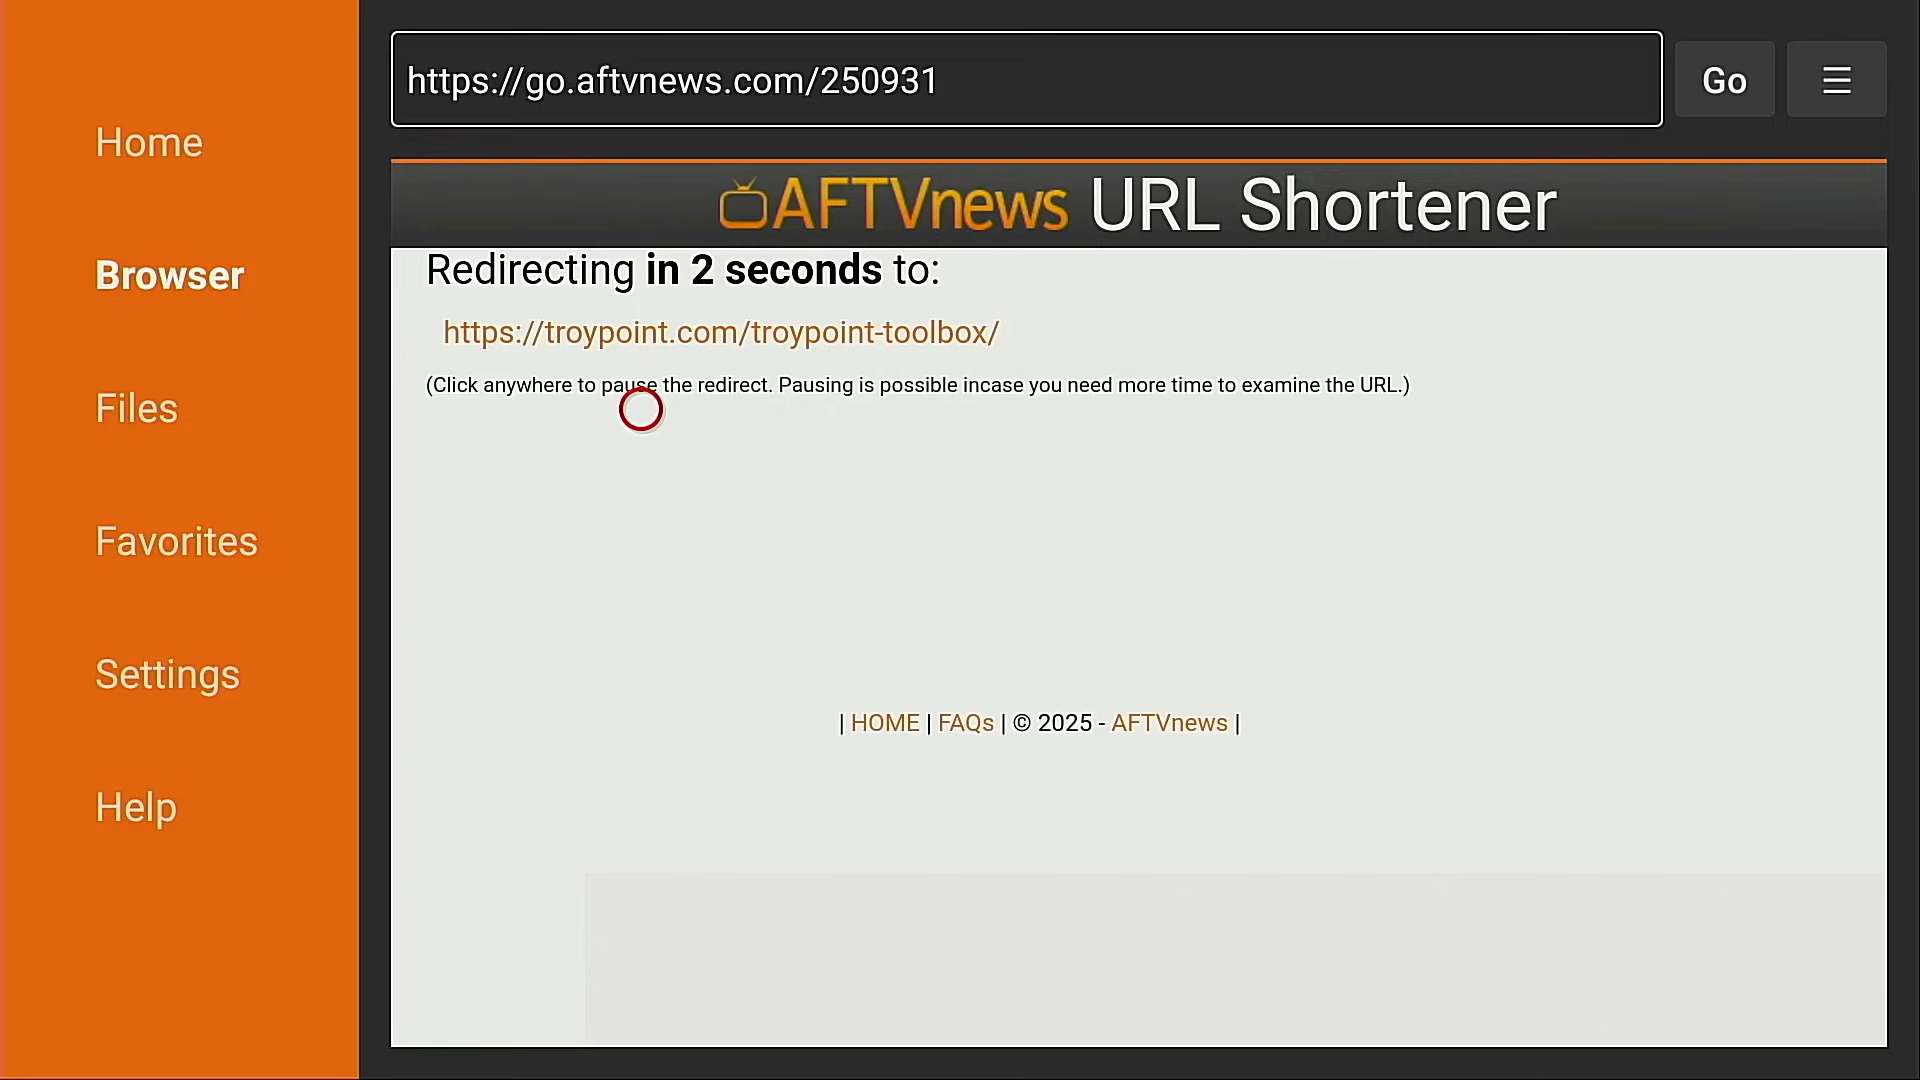 https://go.aftvnews.com/250931
Go
Home
Browser
Files
Favorites
Settings
Help
AFTVnews URL Shortener
Redirecting in 2 seconds to:
https://troypoint.com/troypoint-toolbox/
(Click anywhere to pause the redirect. Pausing is possible incase you need more time to examine the URL.)
| HOME | FAQs | © 2025 - AFTVnews |